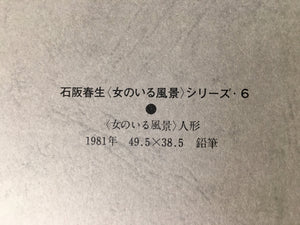 石阪春生〈女のいる風景〉シリーズ・6
●
〈女のいる風景〉人形
1981年 49.5×38.5 鉛筆